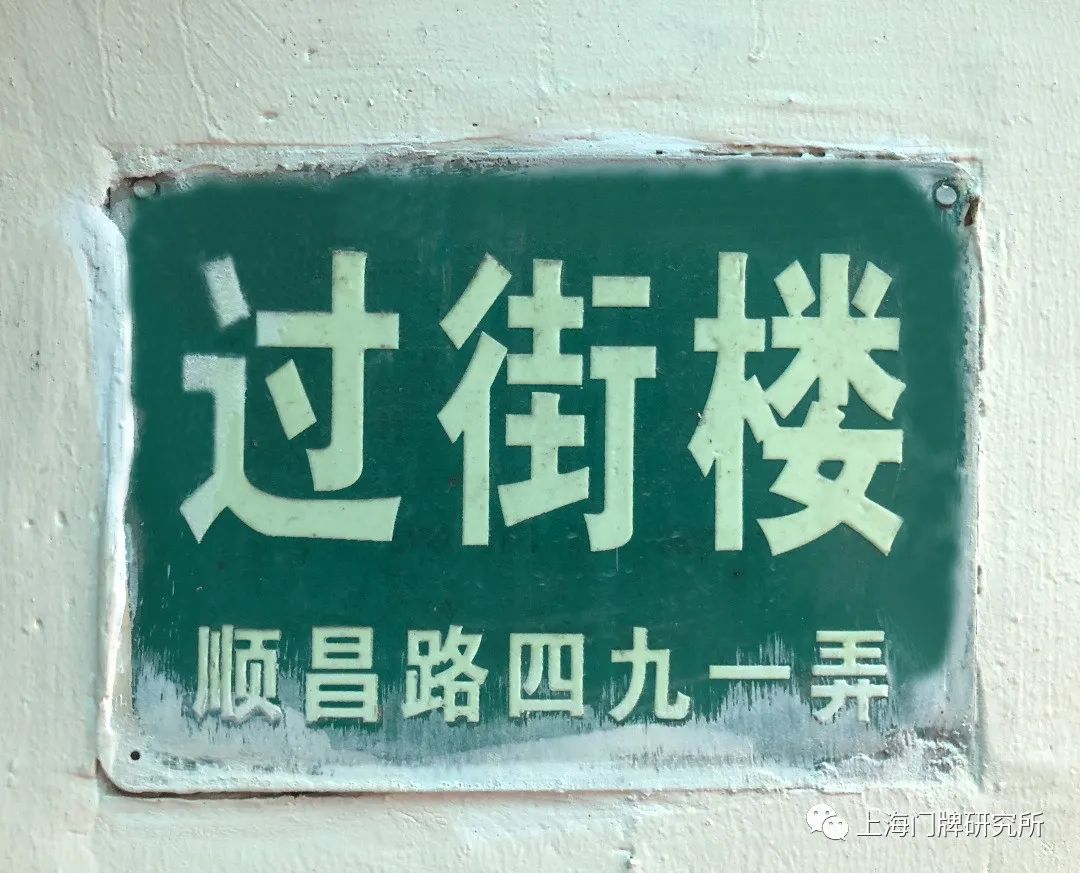 过街楼
顺昌路四九一弄
上海门牌研究所